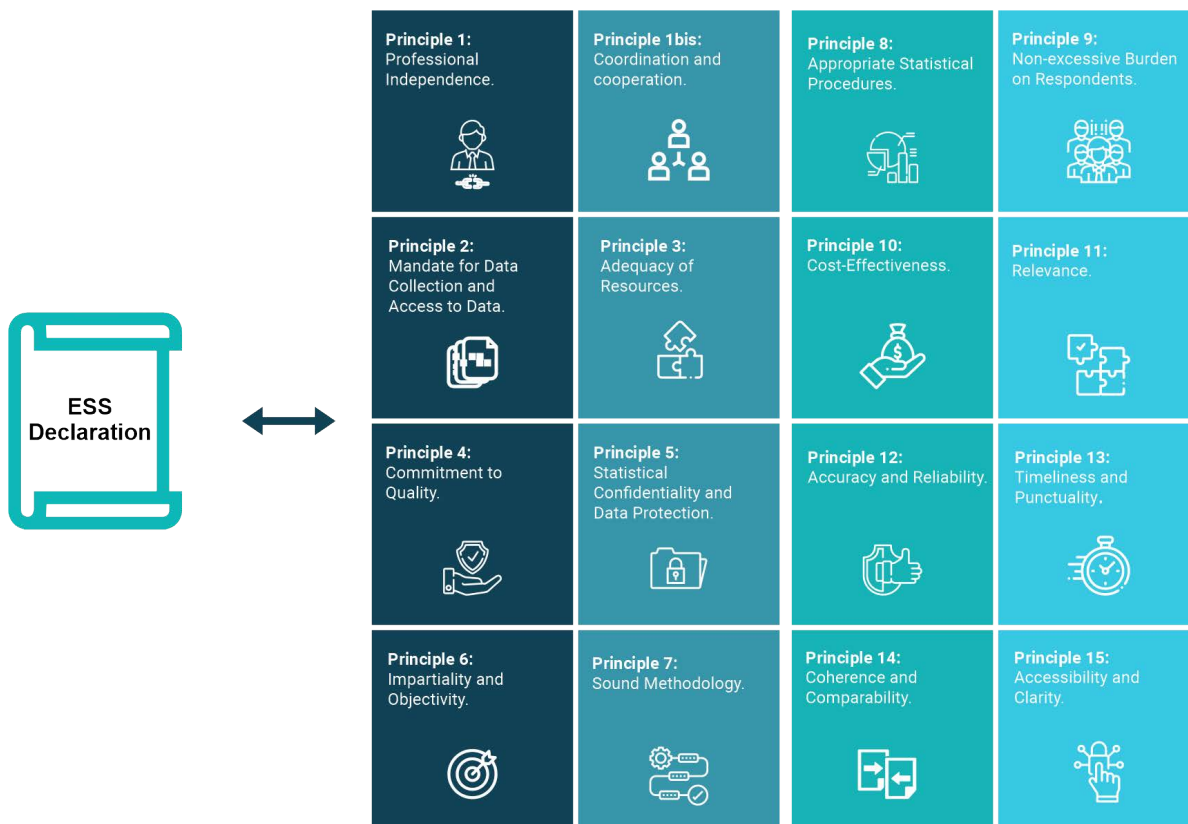 ESS
Declaration
Principle 1:
Professional
Independence.
Principle 1bis:
Coordination and
cooperation.
Principle 8:
Appropriate Statistical
Procedures.
Principle 9:
Non-excessive Burden
on Respondents.
Principle 2:
Mandate for Data
Collection and
Access to Data.
Principle 3:
Adequacy of
Resources.
Principle 10:
Cost-Effectiveness.
Principle 11:
Relevance.
Principle 4:
Commitment to
Quality.
Principle 5:
Statistical
Confidentiality and
Data Protection.
Principle 12:
Accuracy and Reliability.
Principle 13:
Timeliness and
Punctuality.
Principle 6:
Impartiality and
Objectivity.
Principle 7:
Sound Methodology.
Principle 14:
Coherence and
Comparability.
Principle 15:
Accessibility and
Clarity.